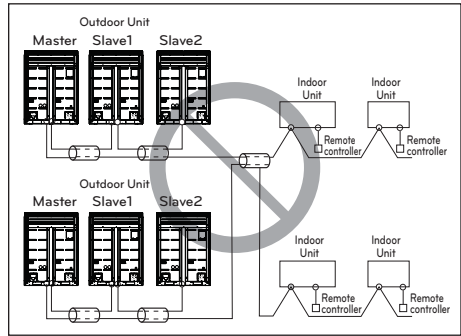 Outdoor Unit
Master Slave1 Slave2
Indoor
Unit
Indoor
Unit
Remote
controller
Remote
controller
Outdoor Unit
Master Slave1 Slave2
Indoor
Unit
Indoor
Unit
Remote
controller
Remote
controller